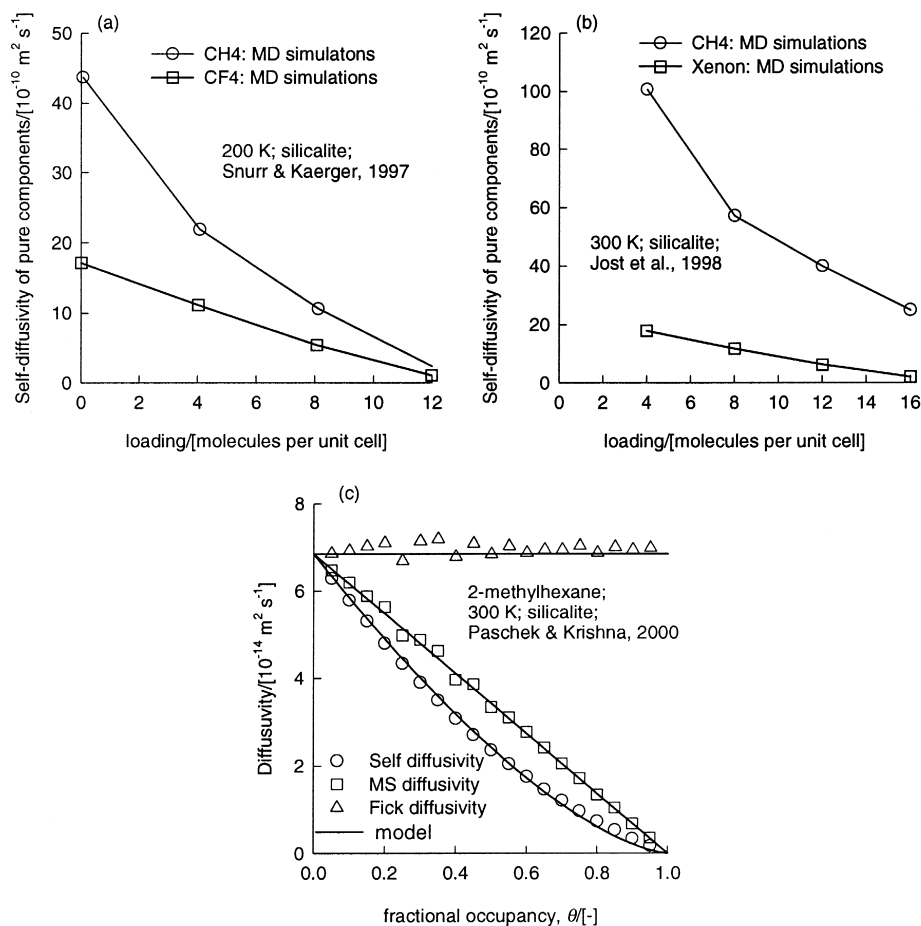 (a)
50
40
30
20
10
0
Self-diffusivity of pure components/[10⁻¹⁰ m² s⁻¹]
CH4: MD simulatons
CF4: MD simulations
200 K; silicalite;
Snurr & Kaerger, 1997
0 2 4 6 8 10 12
loading/[molecules per unit cell]
(b)
120
100
80
60
40
20
0
Self-diffusivity of pure components/[10⁻¹⁰ m² s⁻¹]
CH4: MD simulations
Xenon: MD simulations
300 K; silicalite;
Jost et al., 1998
0 2 4 6 8 10 12 14 16
loading/[molecules per unit cell]
(c)
8
6
4
2
0
Diffusuvity/[10⁻¹⁴ m² s⁻¹]
2-methylhexane;
300 K; silicalite;
Paschek & Krishna, 2000
Self diffusivity
MS diffusivity
Fick diffusivity
model
0.0 0.2 0.4 0.6 0.8 1.0
fractional occupancy, θ/[-]